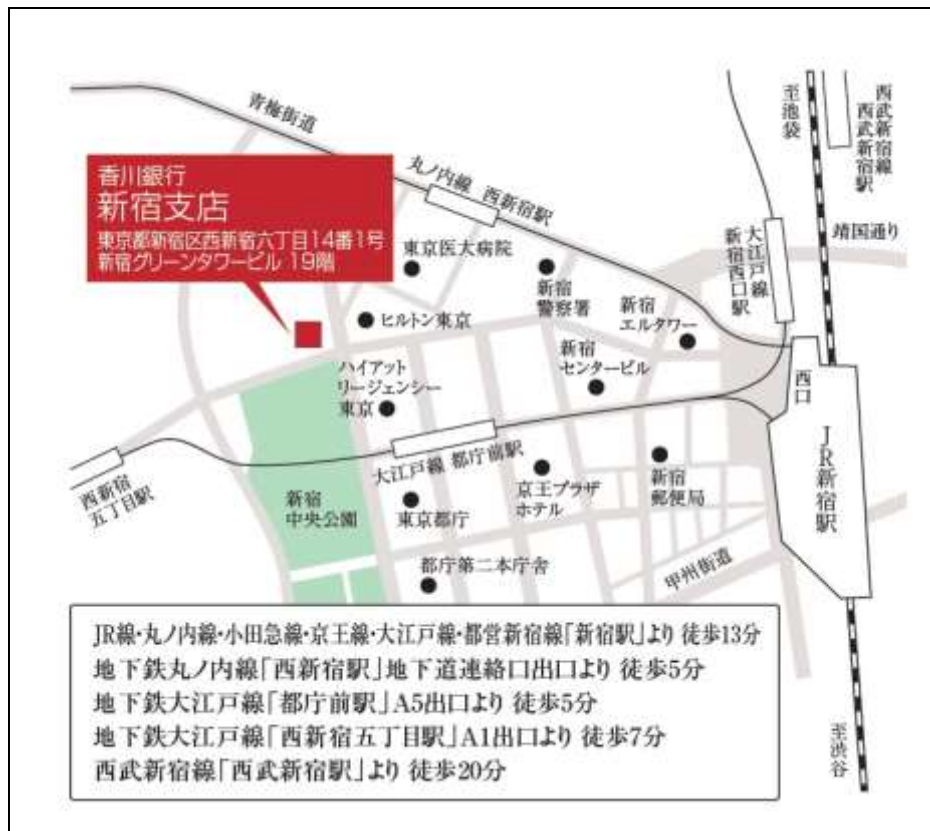 青梅街道
香川銀行
新宿支店
東京都新宿区西新宿六丁目14番1号
新宿グリーンタワービル 19階
丸ノ内線 西新宿駅
至池袋
西武新宿線
西武新宿駅
靖国通り
大江戸線
新宿西口駅
東京医大病院
新宿
警察署
新宿
エルタワー
ヒルトン東京
新宿
センタービル
ハイアット
リージェンシー
東京
西口
JR新宿駅
大江戸線 都庁前駅
西新宿
五丁目駅
新宿
中央公園
東京都庁
京王プラザ
ホテル
新宿
郵便局
都庁第二本庁舎
甲州街道
JR線・丸ノ内線・小田急線・京王線・大江戸線・都営新宿線「新宿駅」より 徒歩13分
地下鉄丸ノ内線「西新宿駅」地下道連絡口出口より 徒歩5分
地下鉄大江戸線「都庁前駅」A5出口より 徒歩5分
地下鉄大江戸線「西新宿五丁目駅」A1出口より 徒歩7分
西武新宿線「西武新宿駅」より 徒歩20分
至渋谷